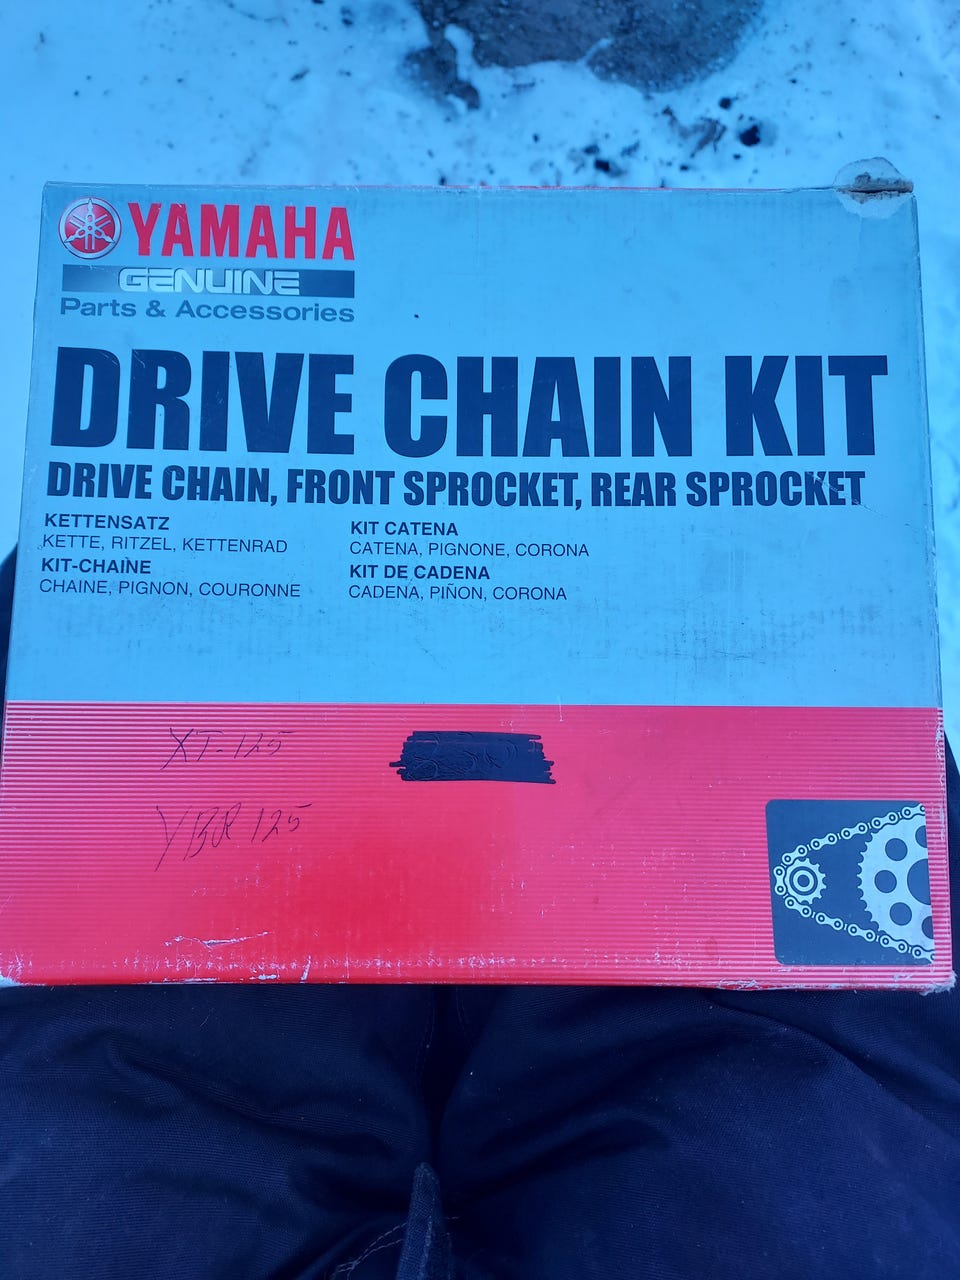 YAMAHA
GENUINE
Parts & Accessories
DRIVE CHAIN KIT
DRIVE CHAIN, FRONT SPROCKET, REAR SPROCKET
KETTENSATZ
KETTE, RITZEL, KETTENRAD
KIT-CHAINE
CHAINE, PIGNON, COURONNE
KIT CATENA
CATENA, PIGNONE, CORONA
KIT DE CADENA
CADENA, PIÑON, CORONA
XT-125
YBR 125